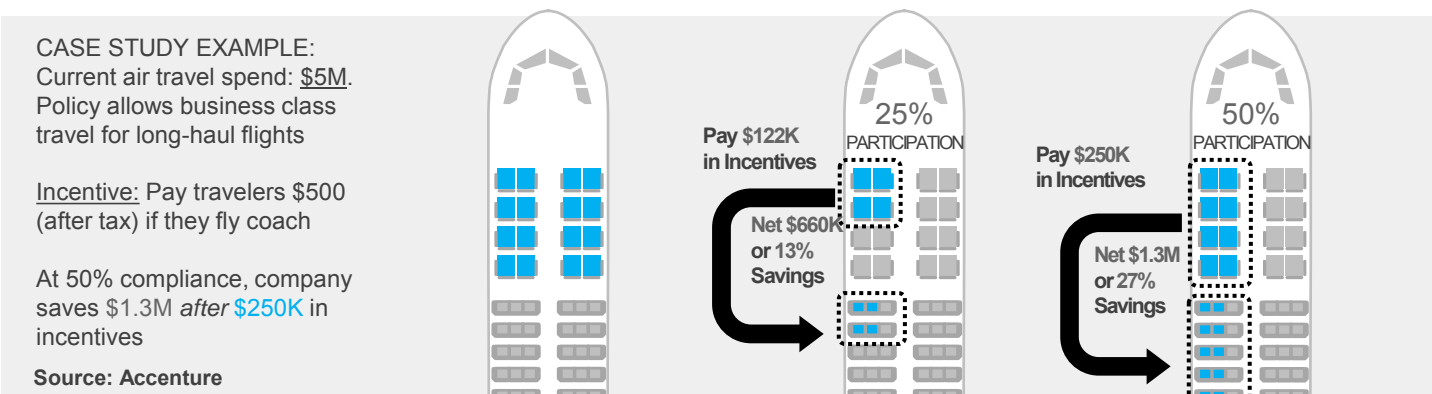 CASE STUDY EXAMPLE:
Current air travel spend: $5M.
Policy allows business class
travel for long-haul flights
Incentive: Pay travelers $500
(after tax) if they fly coach
At 50% compliance, company
saves $1.3M after $250K in
incentives
Source: Accenture
25%
PARTICIPATION
Pay $122K
in Incentives
Net $660K
or 13%
Savings
50%
PARTICIPATION
Pay $250K
in Incentives
Net $1.3M
or 27%
Savings